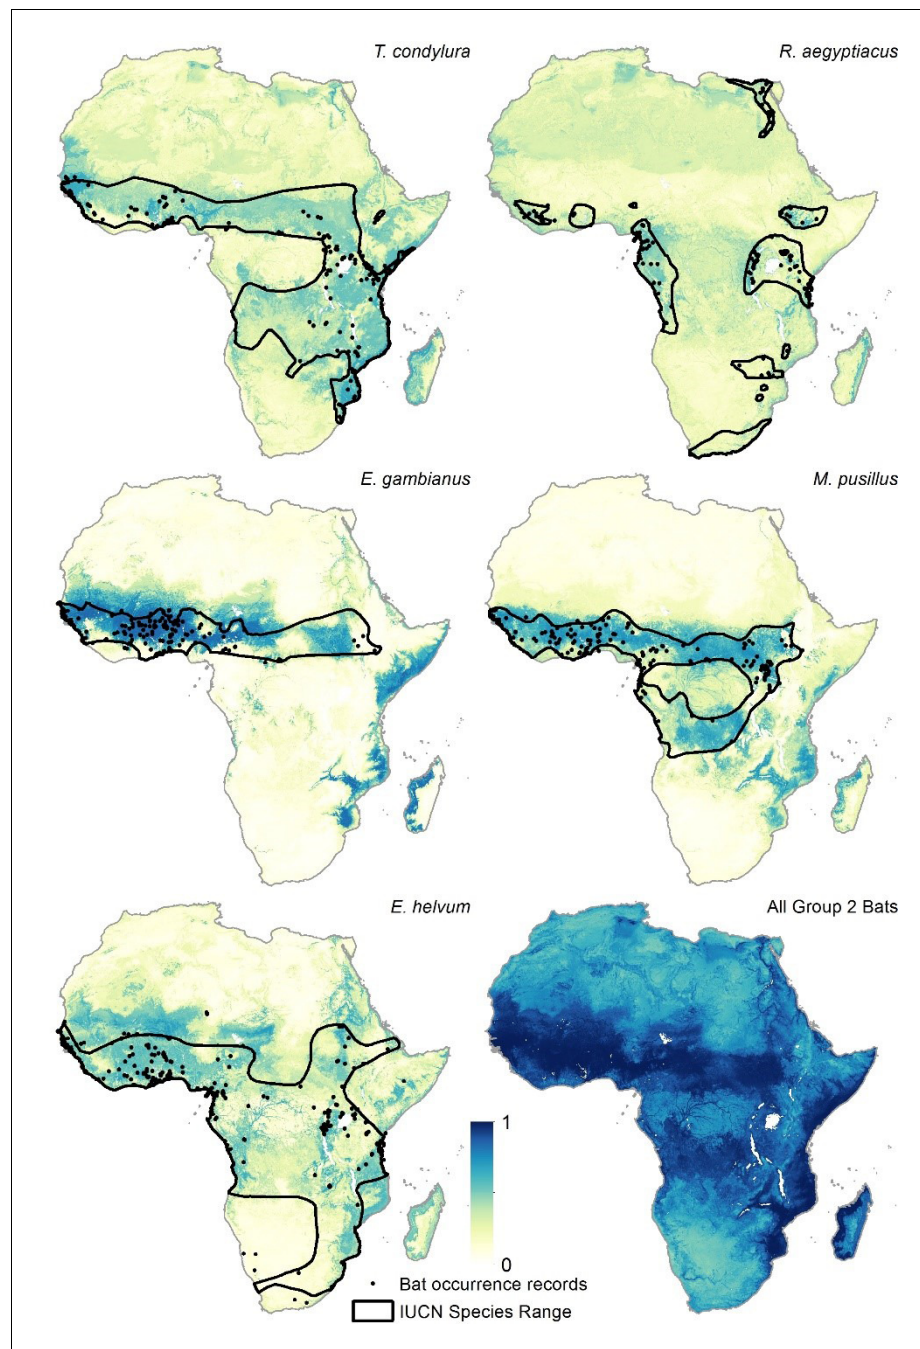 T. condylura
R. aegyptiacus
E. gambianus
M. pusillus
E. helvum
All Group 2 Bats
1
0
Bat occurrence records
IUCN Species Range